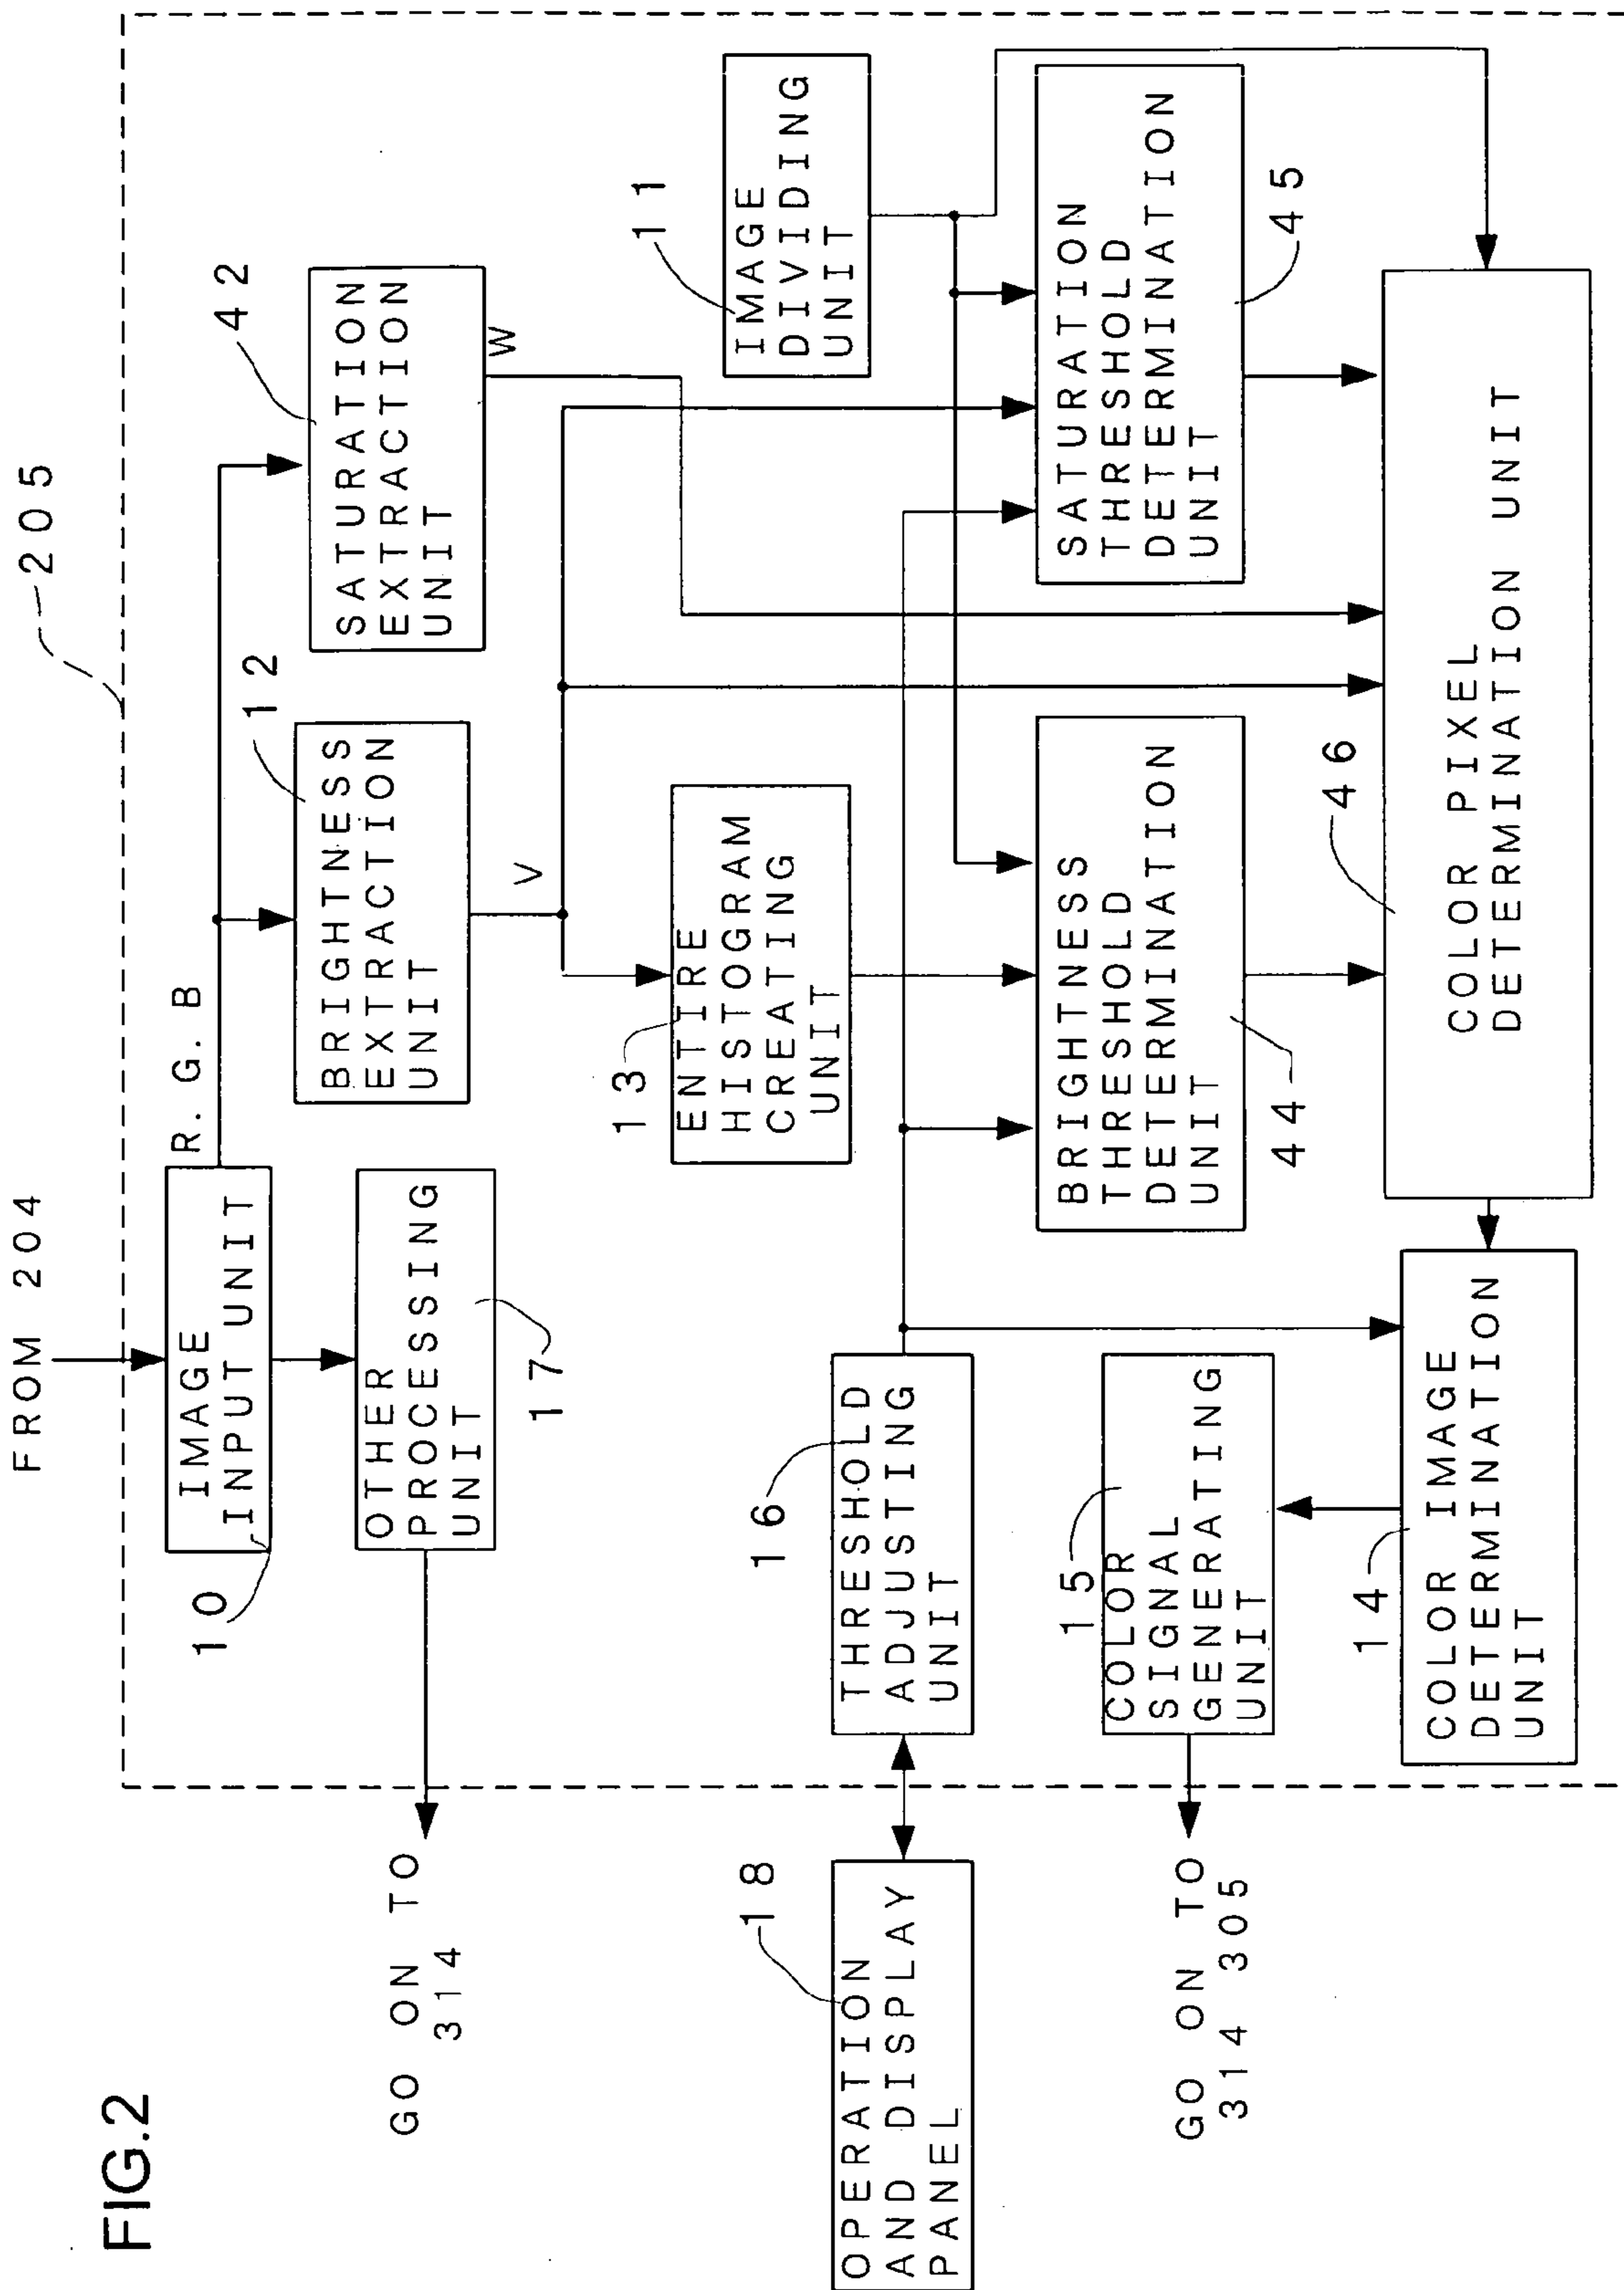 FIG.2
FROM 204
205
IMAGE
INPUT UNIT
10
R. G. B
OTHER
PROCESSING
UNIT
17
GO ON TO
314
BRIGHTNESS
EXTRACTION
UNIT
12
V
SATURATION
EXTRACTION
UNIT
42
W
ENTIRE
HISTOGRAM
CREATING
UNIT
13
IMAGE
DIVIDING
UNIT
11
OPERATION
AND DISPLAY
PANEL
18
THRESHOLD
ADJUSTING
UNIT
16
BRIGHTNESS
THRESHOLD
DETERMINATION
UNIT
44
SATURATION
THRESHOLD
DETERMINATION
UNIT
45
GO ON TO
314 305
COLOR
SIGNAL
GENERATING
UNIT
15
COLOR IMAGE
DETERMINATION
UNIT
14
COLOR PIXEL
DETERMINATION UNIT
46